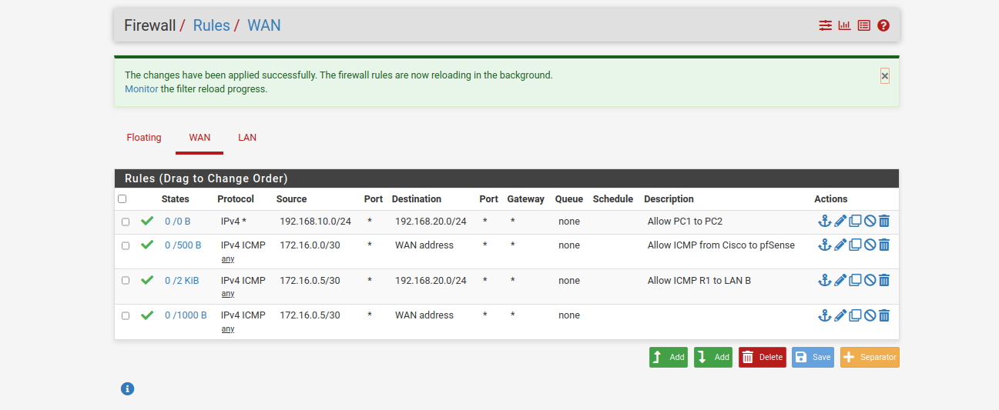 Firewall / Rules / WAN
The changes have been applied successfully. The firewall rules are now reloading in the background.
Monitor the filter reload progress.
×
Floating WAN LAN
Rules (Drag to Change Order)
States Protocol Source Port Destination Port Gateway Queue Schedule Description Actions
0 /0 B IPv4 * 192.168.10.0/24 * 192.168.20.0/24 * * none Allow PC1 to PC2
0 /500 B IPv4 ICMP 172.16.0.0/30 * WAN address * * none Allow ICMP from Cisco to pfSense
any
0 /2 KiB IPv4 ICMP 172.16.0.5/30 * 192.168.20.0/24 * * none Allow ICMP R1 to LAN B
any
0 /1000 B IPv4 ICMP 172.16.0.5/30 * WAN address * * none
any
Add Add Delete Save Separator